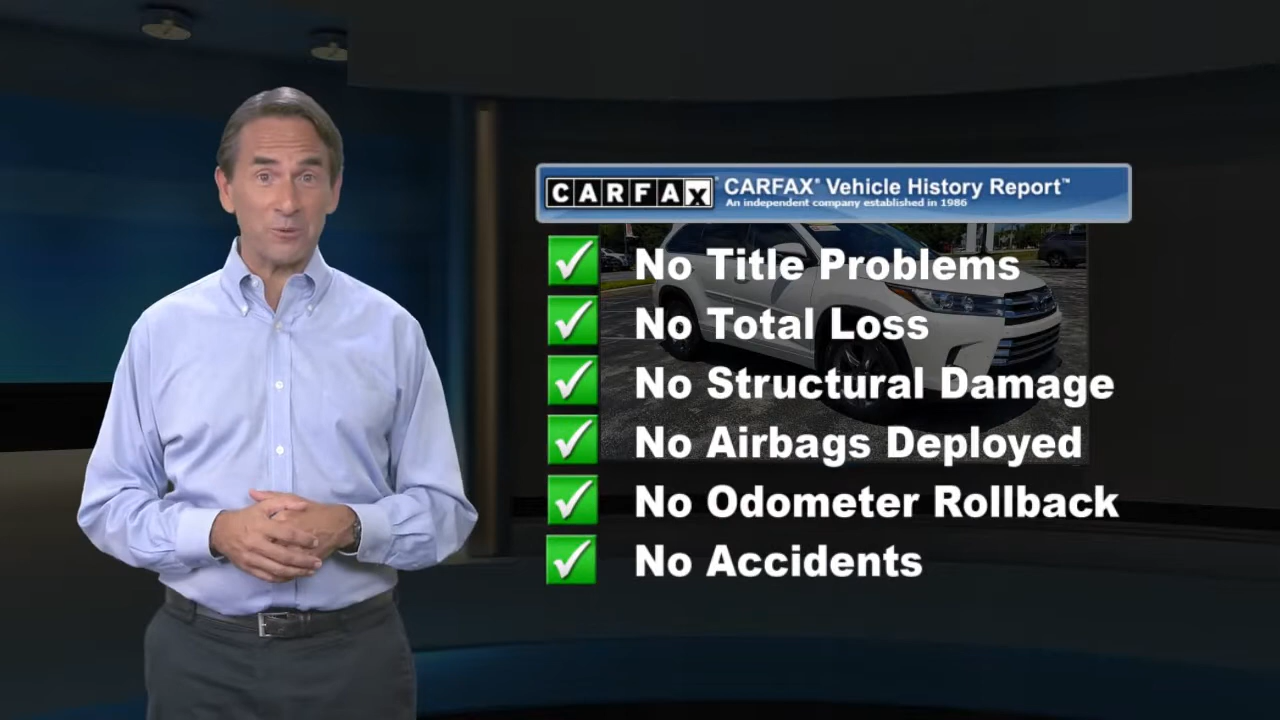 CARFAX CARFAX® Vehicle History Report™
An independent company established in 1986
No Title Problems
No Total Loss
No Structural Damage
No Airbags Deployed
No Odometer Rollback
No Accidents